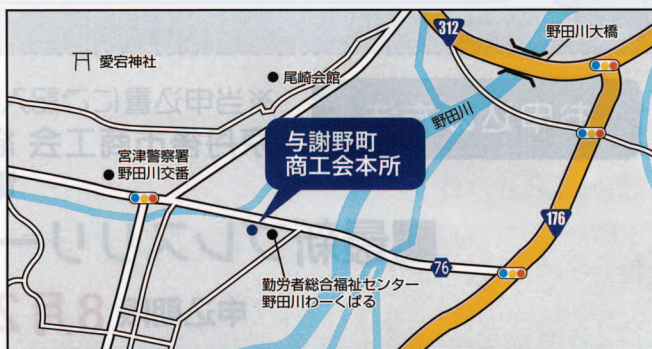 312
野田川大橋
愛宕神社
尾崎会館
野田川
与謝野町
商工会本所
宮津警察署
野田川交番
176
76
勤労者総合福祉センター
野田川わーくぱる